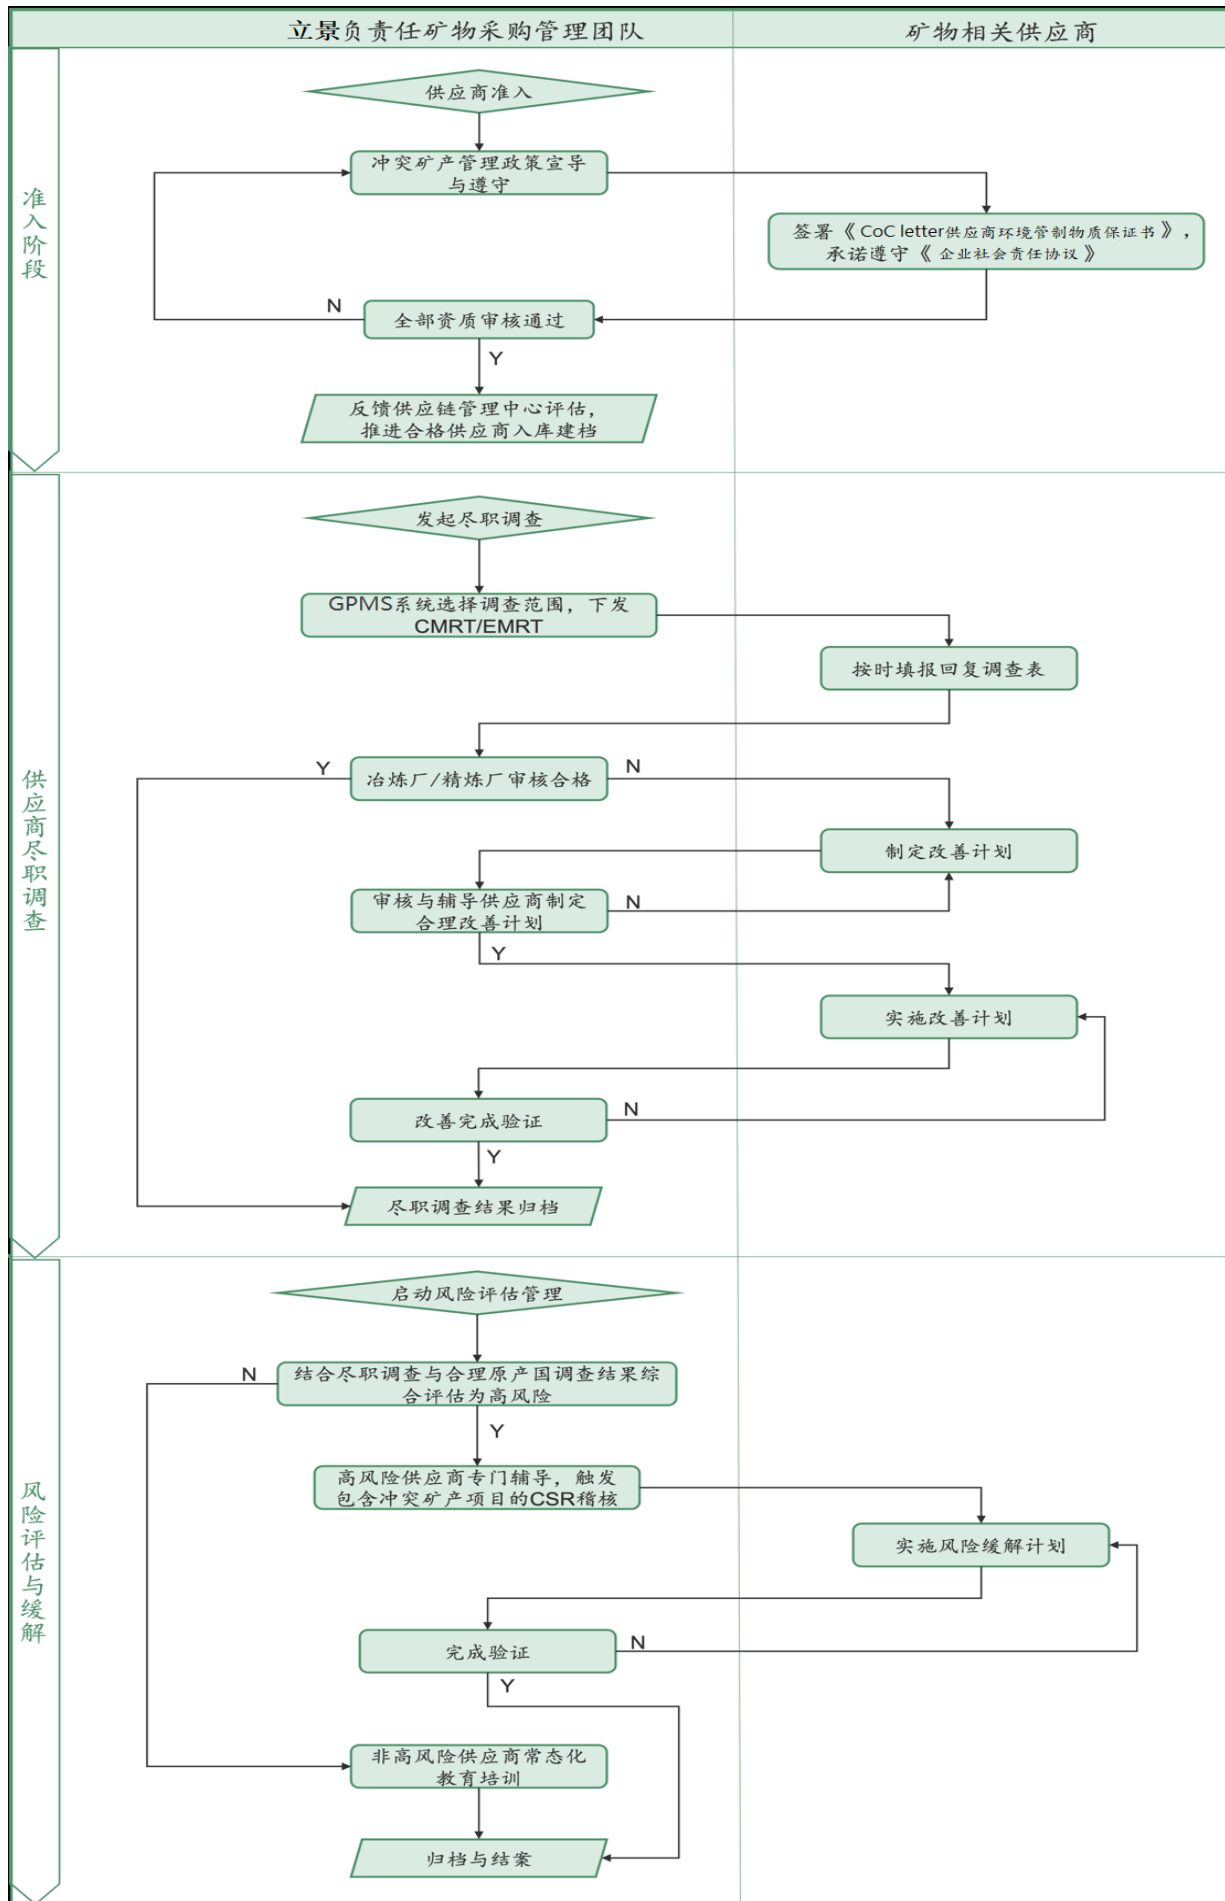 立景负责任矿物采购管理团队
矿物相关供应商
准入阶段
供应商准入
冲突矿产管理政策宣导
与遵守
签署《CoC letter供应商环境管制物质保证书》，
承诺遵守《企业社会责任协议》
N
全部资质审核通过
Y
反馈供应链管理中心评估，
推进合格供应商入库建档
供应商尽职调查
发起尽职调查
GPMS系统选择调查范围，下发
CMRT/EMRT
按时填报回复调查表
Y
冶炼厂/精炼厂审核合格
N
制定改善计划
审核与辅导供应商制定
合理改善计划
N
Y
实施改善计划
改善完成验证
N
Y
尽职调查结果归档
风险评估与缓解
启动风险评估管理
N
结合尽职调查与合理原产国调查结果综
合评估为高风险
Y
高风险供应商专门辅导，触发
包含冲突矿产项目的CSR稽核
实施风险缓解计划
完成验证
N
Y
非高风险供应商常态化
教育培训
归档与结案